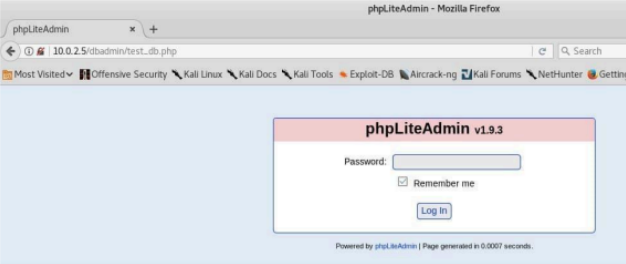 phpLiteAdmin - Mozilla Firefox
phpLiteAdmin × +
10.0.2.5/dbadmin/test_db.php Search
Most Visited Offensive Security Kali Linux Kali Docs Kali Tools Exploit-DB Aircrack-ng Kali Forums NetHunter Getting
phpLiteAdmin v1.9.3
Password:
Remember me
Log In
Powered by phpLiteAdmin | Page generated in 0.0007 seconds.